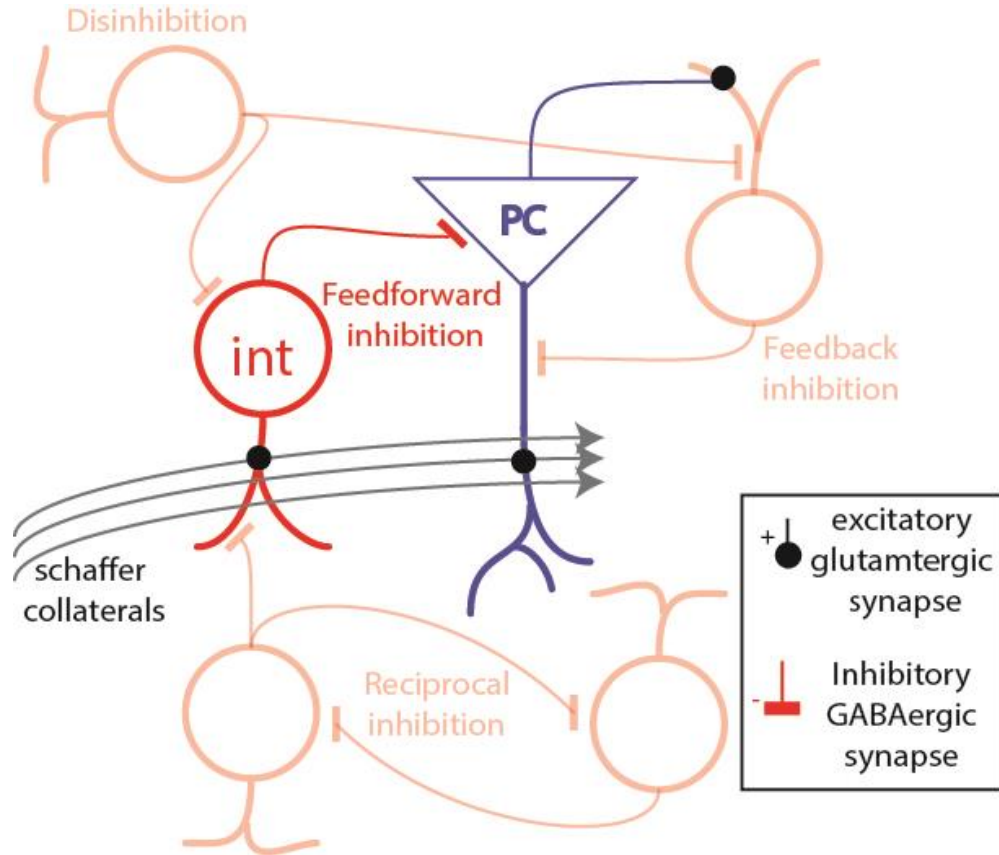 Disinhibition
PC
Feedforward
inhibition
int
Feedback
inhibition
schaffer
collaterals
Reciprocal
inhibition
+
excitatory
glutamtergic
synapse
-
Inhibitory
GABAergic
synapse